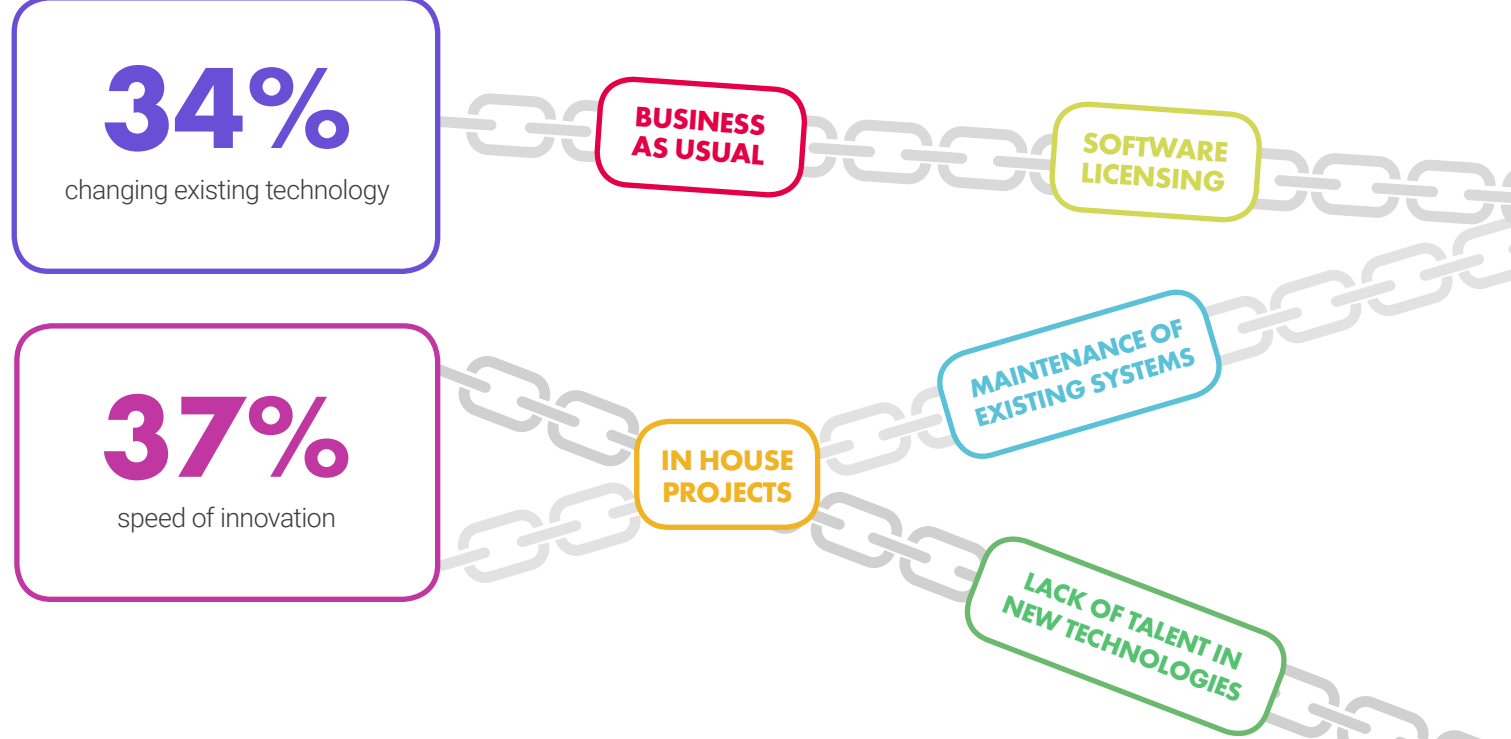 34%
changing existing technology
BUSINESS
AS USUAL
SOFTWARE
LICENSING
37%
speed of innovation
IN HOUSE
PROJECTS
MAINTENANCE OF
EXISTING SYSTEMS
LACK OF TALENT IN
NEW TECHNOLOGIES